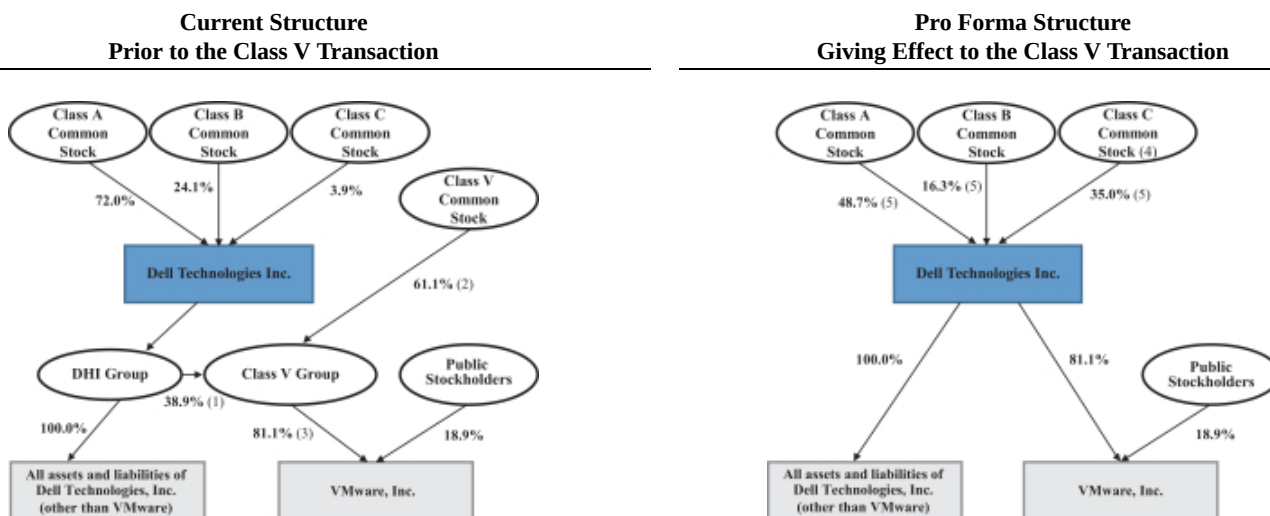 Current Structure
Prior to the Class V Transaction
Class A
Common
Stock
Class B
Common
Stock
Class C
Common
Stock
Class V
Common
Stock
72.0%
24.1%
3.9%
Dell Technologies Inc.
61.1% (2)
DHI Group
38.9% (1)
Class V Group
Public
Stockholders
100.0%
81.1% (3)
18.9%
All assets and liabilities of
Dell Technologies, Inc.
(other than VMware)
VMware, Inc.
Pro Forma Structure
Giving Effect to the Class V Transaction
Class A
Common
Stock
Class B
Common
Stock
Class C
Common
Stock (4)
48.7% (5)
16.3% (5)
35.0% (5)
Dell Technologies Inc.
100.0%
81.1%
Public
Stockholders
18.9%
All assets and liabilities of
Dell Technologies, Inc.
(other than VMware)
VMware, Inc.